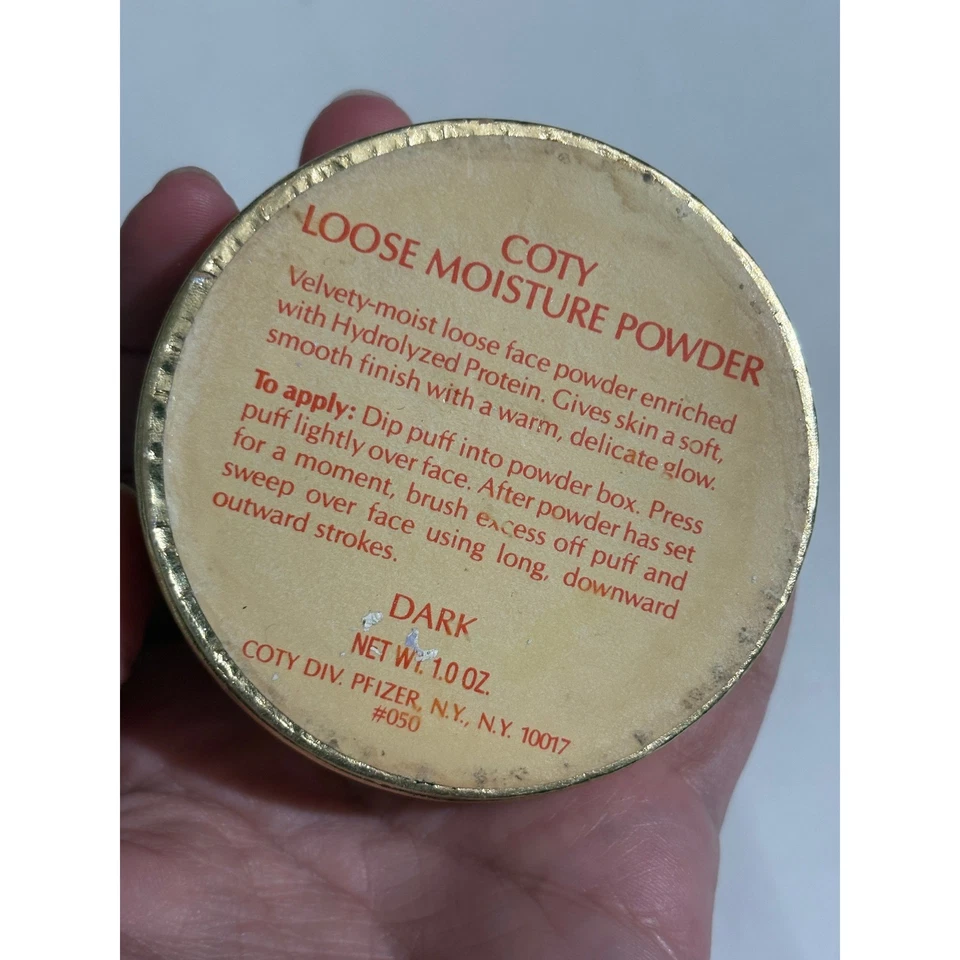 COTY
LOOSE MOISTURE POWDER
Velvety-moist loose face powder enriched
with Hydrolyzed Protein. Gives skin a soft,
smooth finish with a warm, delicate glow.
To apply: Dip puff into powder box. Press
puff lightly over face. After powder has set
for a moment, brush excess off puff and
sweep over face using long, downward
outward strokes.
DARK
NET WT. 1.0 OZ.
COTY DIV. PFIZER, N.Y., N.Y. 10017
#050